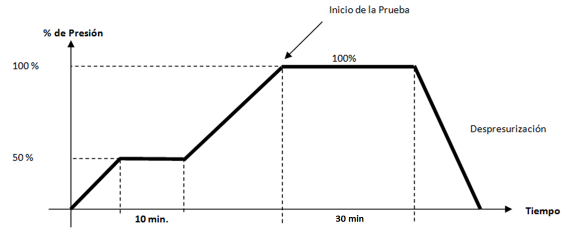 Inicio de la Prueba
% de Presión
100 %
100%
Despresurización
50 %
10 min.
30 min
Tiempo